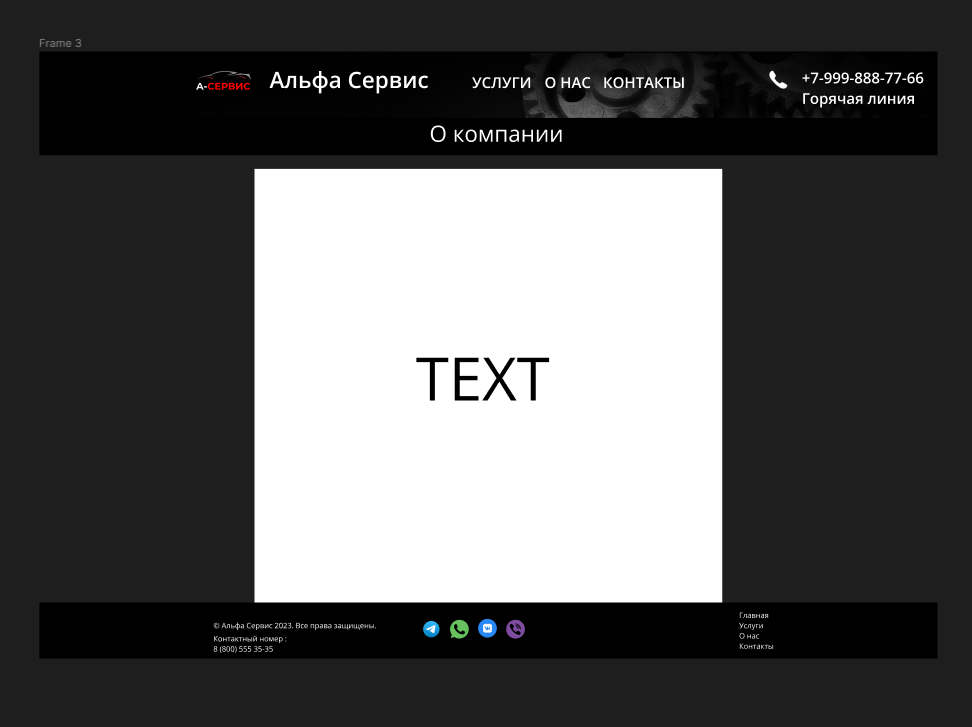 Frame 3
А-СЕРВИС
Альфа Сервис
УСЛУГИ О НАС КОНТАКТЫ
+7-999-888-77-66
Горячая линия
О компании
TEXT
© Альфа Сервис 2023. Все права защищены.
Контактный номер :
8 (800) 555 35-35
Главная
Услуги
О нас
Контакты